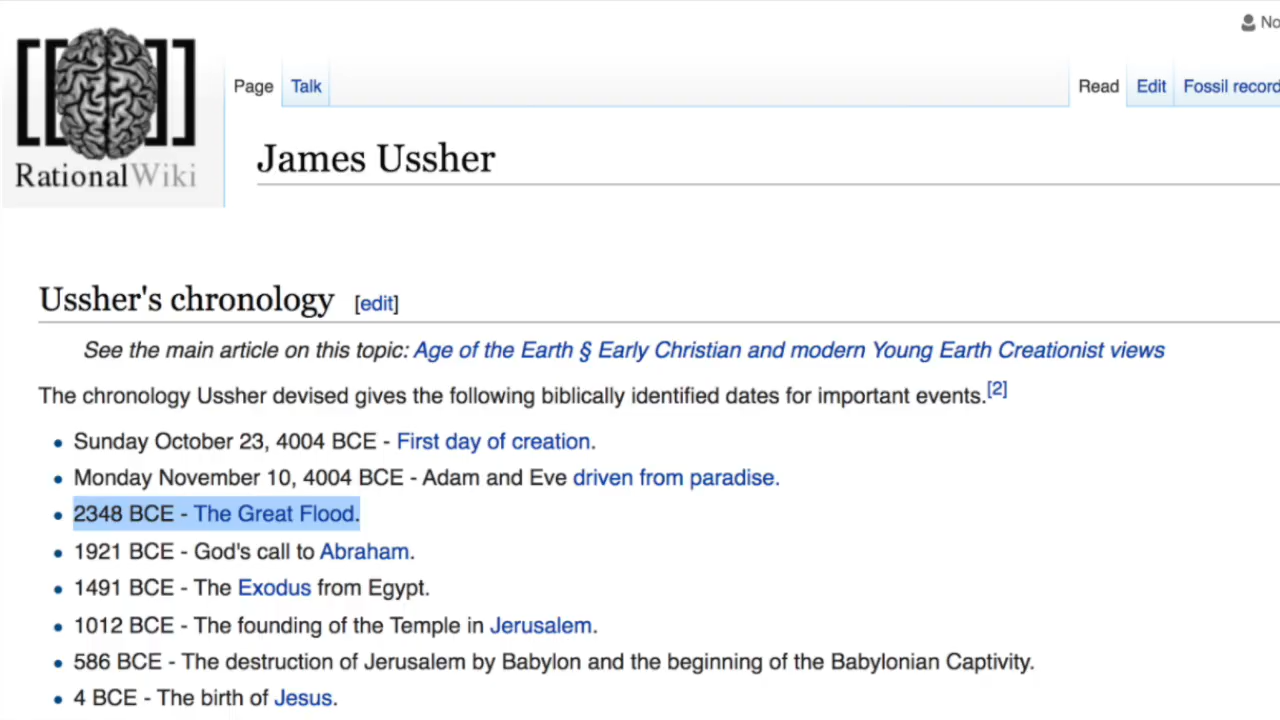 No
RationalWiki
Page Talk Read Edit Fossil record
James Ussher
Ussher's chronology [edit]
See the main article on this topic: Age of the Earth § Early Christian and modern Young Earth Creationist views
The chronology Ussher devised gives the following biblically identified dates for important events.[2]
• Sunday October 23, 4004 BCE - First day of creation.
• Monday November 10, 4004 BCE - Adam and Eve driven from paradise.
• 2348 BCE - The Great Flood.
• 1921 BCE - God's call to Abraham.
• 1491 BCE - The Exodus from Egypt.
• 1012 BCE - The founding of the Temple in Jerusalem.
• 586 BCE - The destruction of Jerusalem by Babylon and the beginning of the Babylonian Captivity.
• 4 BCE - The birth of Jesus.